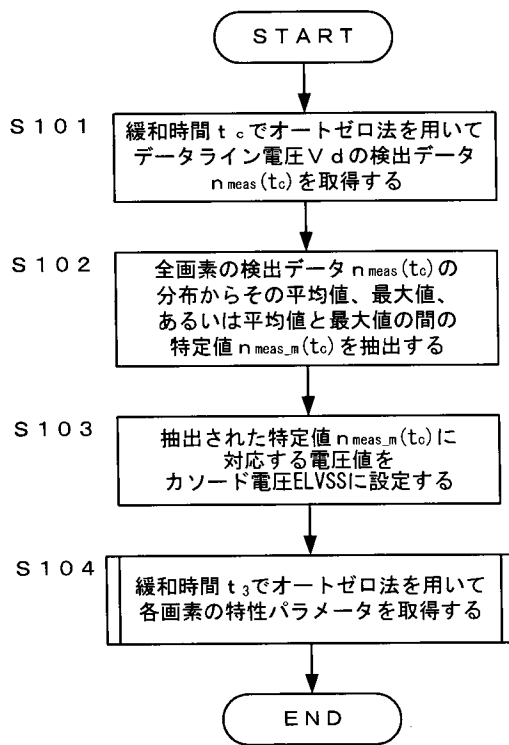 START
S101
緩和時間tcでオートゼロ法を用いて
データライン電圧Vdの検出データ
nmeas(tc)を取得する
S102
全画素の検出データnmeas(tc)の
分布からその平均値、最大値、
あるいは平均値と最大値の間の
特定値nmeas_m(tc)を抽出する
S103
抽出された特定値nmeas_m(tc)に
対応する電圧値を
カソード電圧ELVSSに設定する
S104
緩和時間t3でオートゼロ法を用いて
各画素の特性パラメータを取得する
END